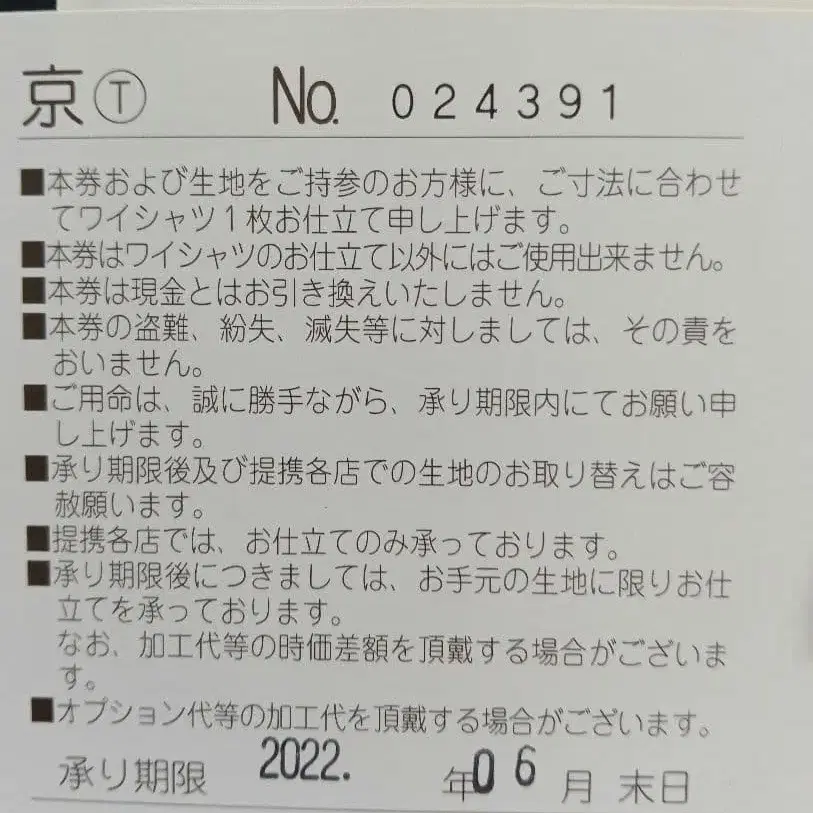 京Ⓣ No. 024391
■本券および生地をご持参のお方様に、ご寸法に合わせ
てワイシャツ1枚お仕立て申し上げます。
■本券はワイシャツのお仕立て以外にはご使用出来ません。
■本券は現金とはお引き換えいたしません。
■本券の盗難、紛失、滅失等に対しましては、その責を
おいません。
■ご用命は、誠に勝手ながら、承り期限内にてお願い申
し上げます。
■承り期限後及び提携各店での生地のお取り替えはご容
赦願います。
■提携各店では、お仕立てのみ承っております。
■承り期限後につきましては、お手元の生地に限りお仕
立てを承っております。
なお、加工代等の時価差額を頂戴する場合がございま
す。
■オプション代等の加工代を頂戴する場合がございます。
承り期限 2022. 年06月 末日